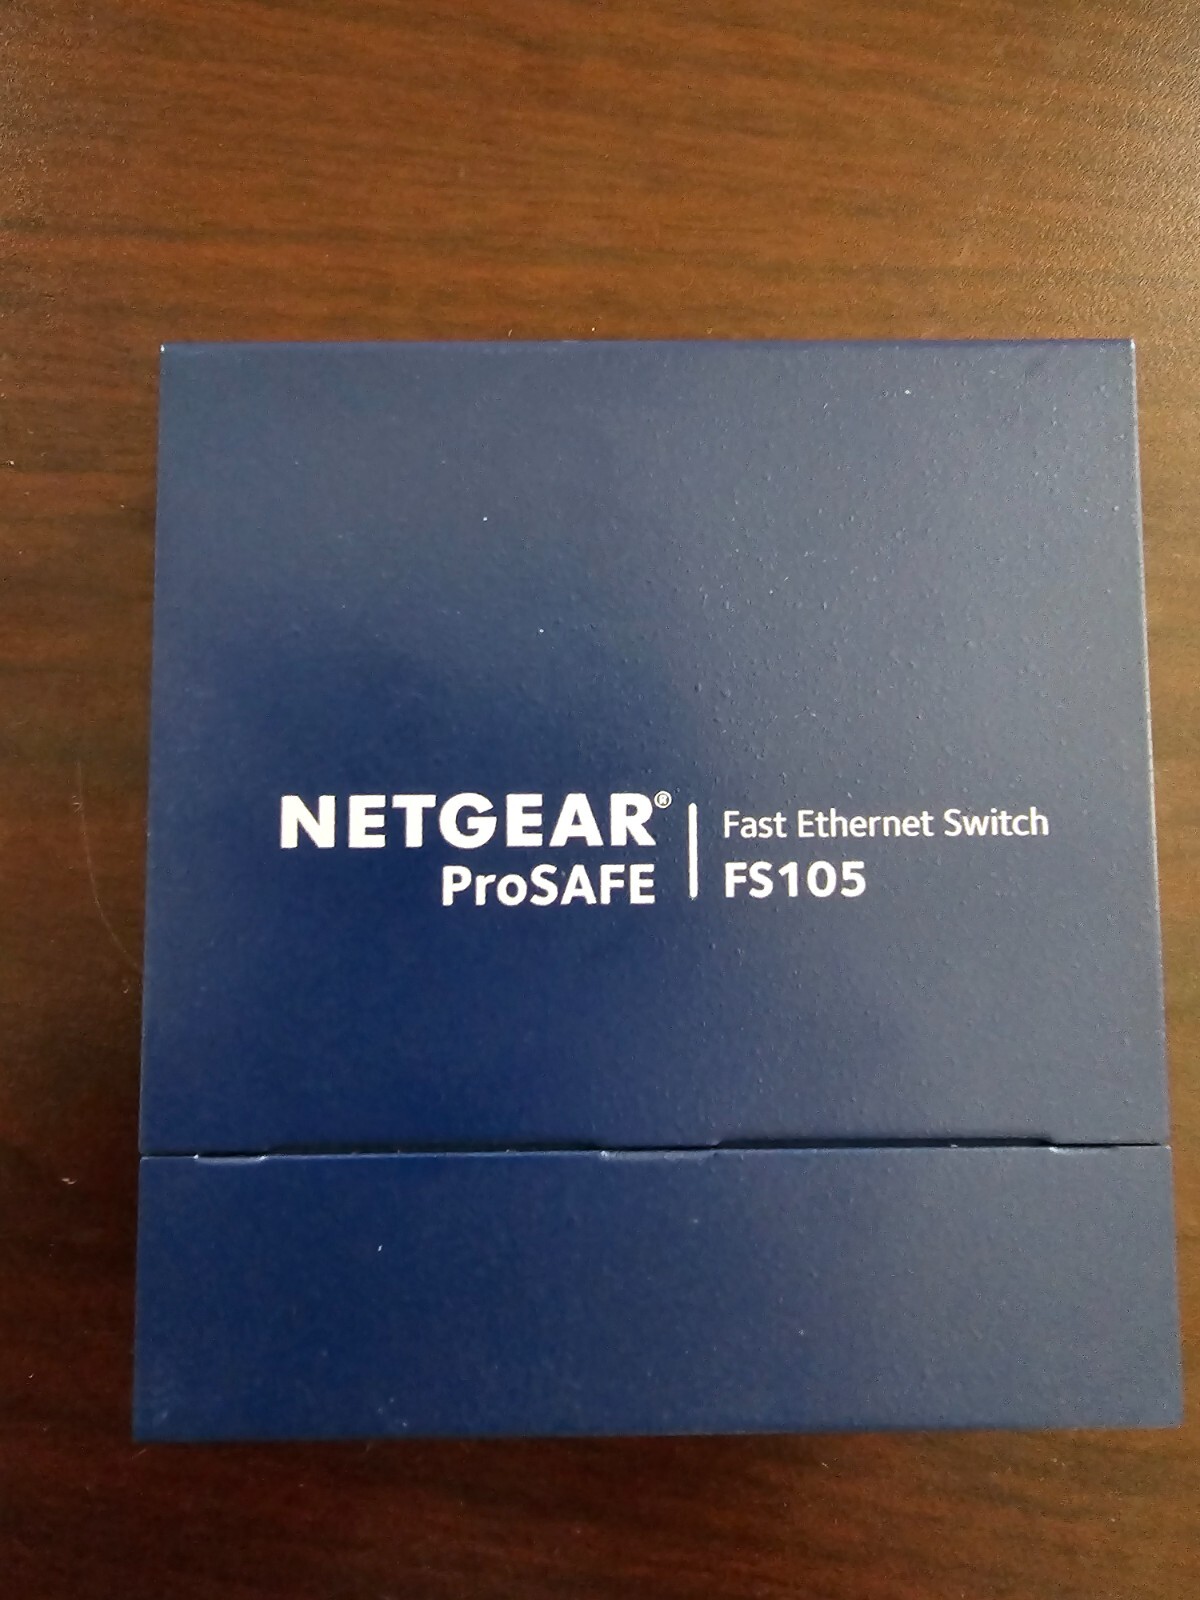 NETGEAR®
ProSAFE
Fast Ethernet Switch
FS105